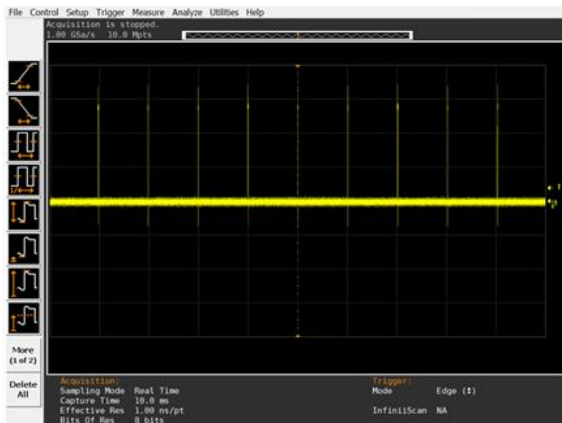 File Control Setup Trigger Measure Analyze Utilities Help
Acquisition is stopped.
1.00 GSa/s 10.0 Mpts
T
More
(1 of 2)
Delete
All
Acquisition:
Sampling Mode Real Time
Capture Time 10.0 ms
Effective Res 1.00 ns/pt
Bits Of Res 8 bits
Trigger:
Mode Edge (↕)
InfiniiScan NA